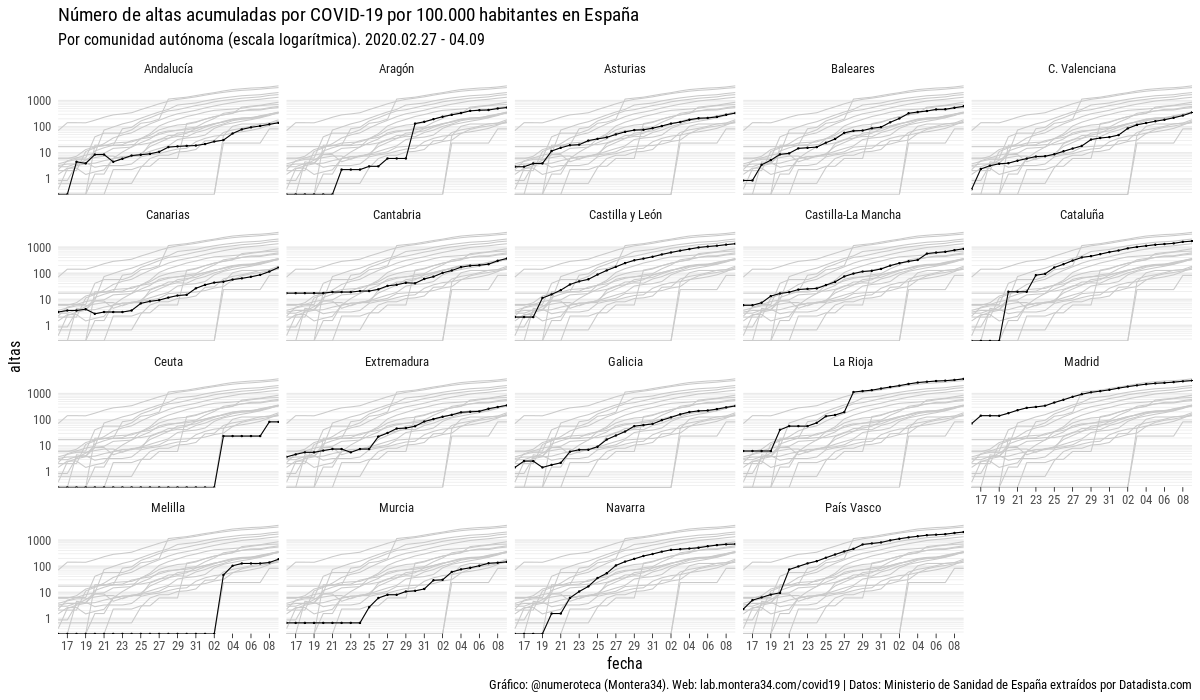 Número de altas acumuladas por COVID-19 por 100.000 habitantes en España
Por comunidad autónoma (escala logarítmica). 2020.02.27 - 04.09
Andalucía Aragón Asturias Baleares C. Valenciana
1000
100
10
1
Canarias Cantabria Castilla y León Castilla-La Mancha Cataluña
1000
100
10
1
altas
Ceuta Extremadura Galicia La Rioja Madrid
1000
100
10
1
17 19 21 23 25 27 29 31 02 04 06 08
Melilla Murcia Navarra País Vasco
1000
100
10
1
17 19 21 23 25 27 29 31 02 04 06 08 17 19 21 23 25 27 29 31 02 04 06 08 17 19 21 23 25 27 29 31 02 04 06 08 17 19 21 23 25 27 29 31 02 04 06 08
fecha
Gráfico: @numeroteca (Montera34). Web: lab.montera34.com/covid19 | Datos: Ministerio de Sanidad de España extraídos por Datadista.com